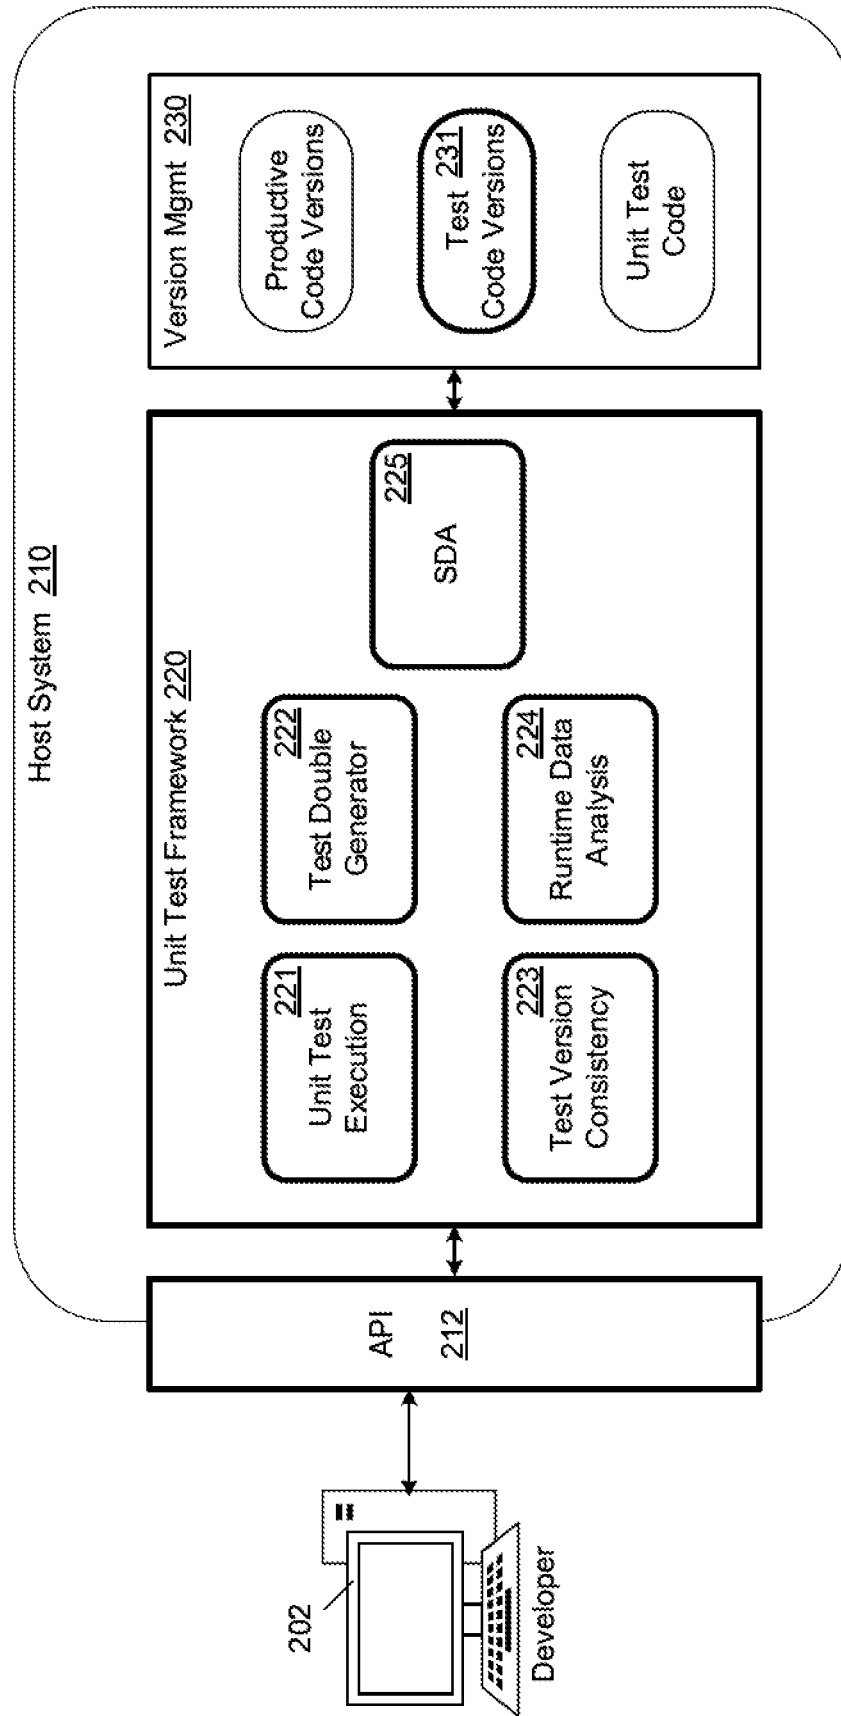 Host System 210
Unit Test Framework 220
Version Mgmt 230
202
Developer
API
212
221
Unit Test
Execution
222
Test Double
Generator
223
Test Version
Consistency
224
Runtime Data
Analysis
225
SDA
Productive
Code Versions
Test 231
Code Versions
Unit Test
Code